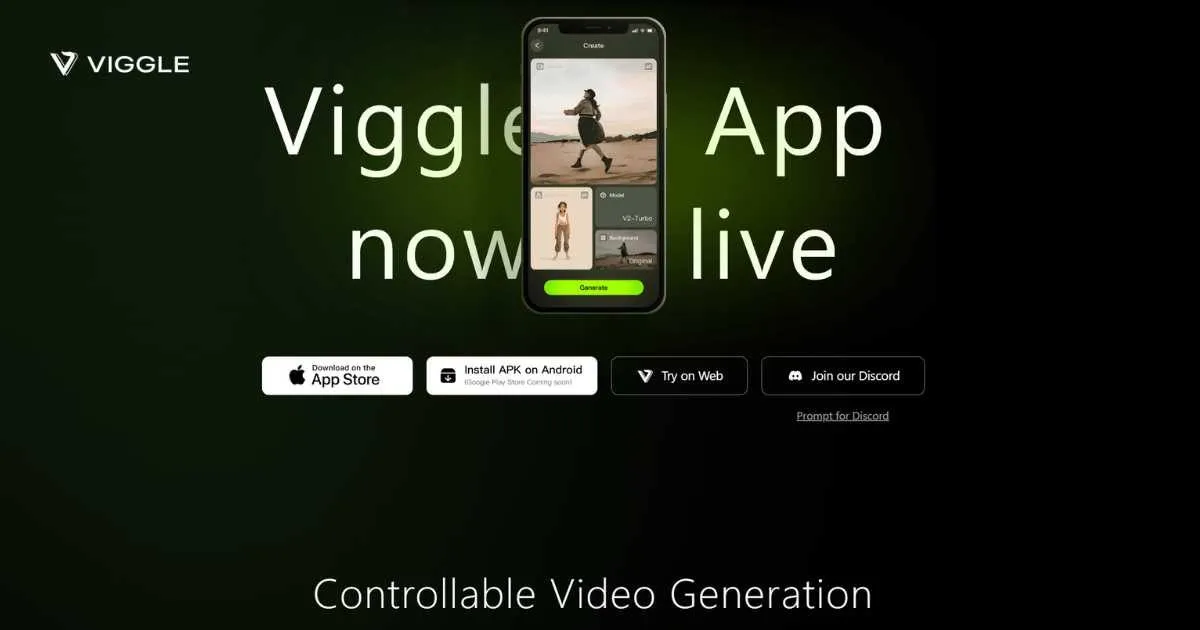 VIGGLE
Viggle App
now live
9:41
Create
Model
V2-Turbo
Background
Original
Generate
Download on the
App Store
Install APK on Android
(Google Play Store Coming soon)
Try on Web
Join our Discord
Prompt for Discord
Controllable Video Generation